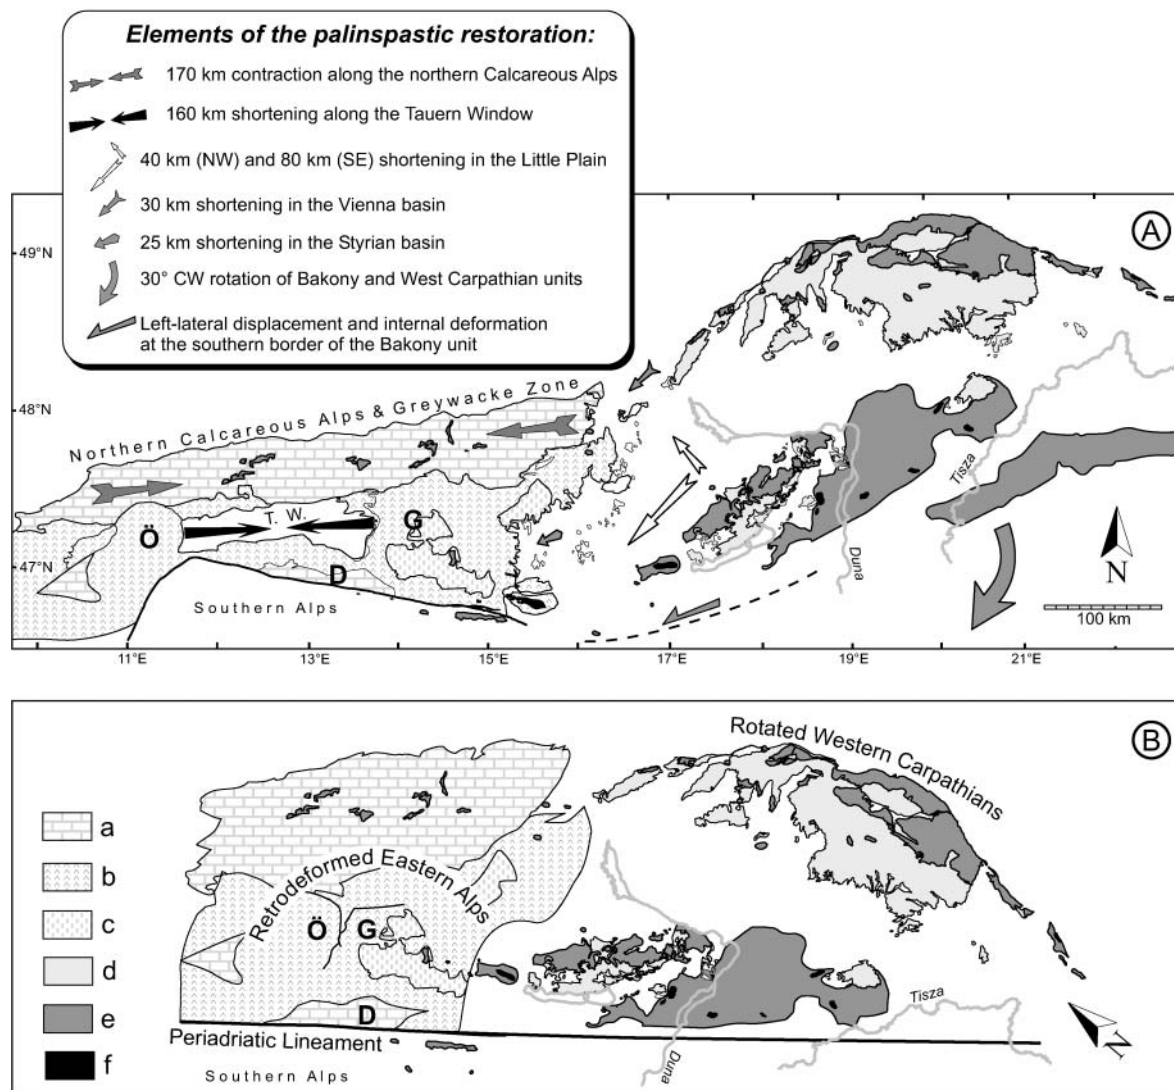 Elements of the palinspastic restoration:
170 km contraction along the northern Calcareous Alps
160 km shortening along the Tauern Window
40 km (NW) and 80 km (SE) shortening in the Little Plain
30 km shortening in the Vienna basin
25 km shortening in the Styrian basin
30° CW rotation of Bakony and West Carpathian units
Left-lateral displacement and internal deformation
at the southern border of the Bakony unit
A
49°N
48°N
47°N
Northern Calcareous Alps & Greywacke Zone
T. W.
Ö
G
D
Southern Alps
Tisza
Duna
N
100 km
11°E
13°E
15°E
17°E
19°E
21°E
B
Rotated Western Carpathians
a
b
c
d
e
f
Retrodeformed Eastern Alps
Ö
G
D
Periadriatic Lineament
Southern Alps
Tisza
Duna
N